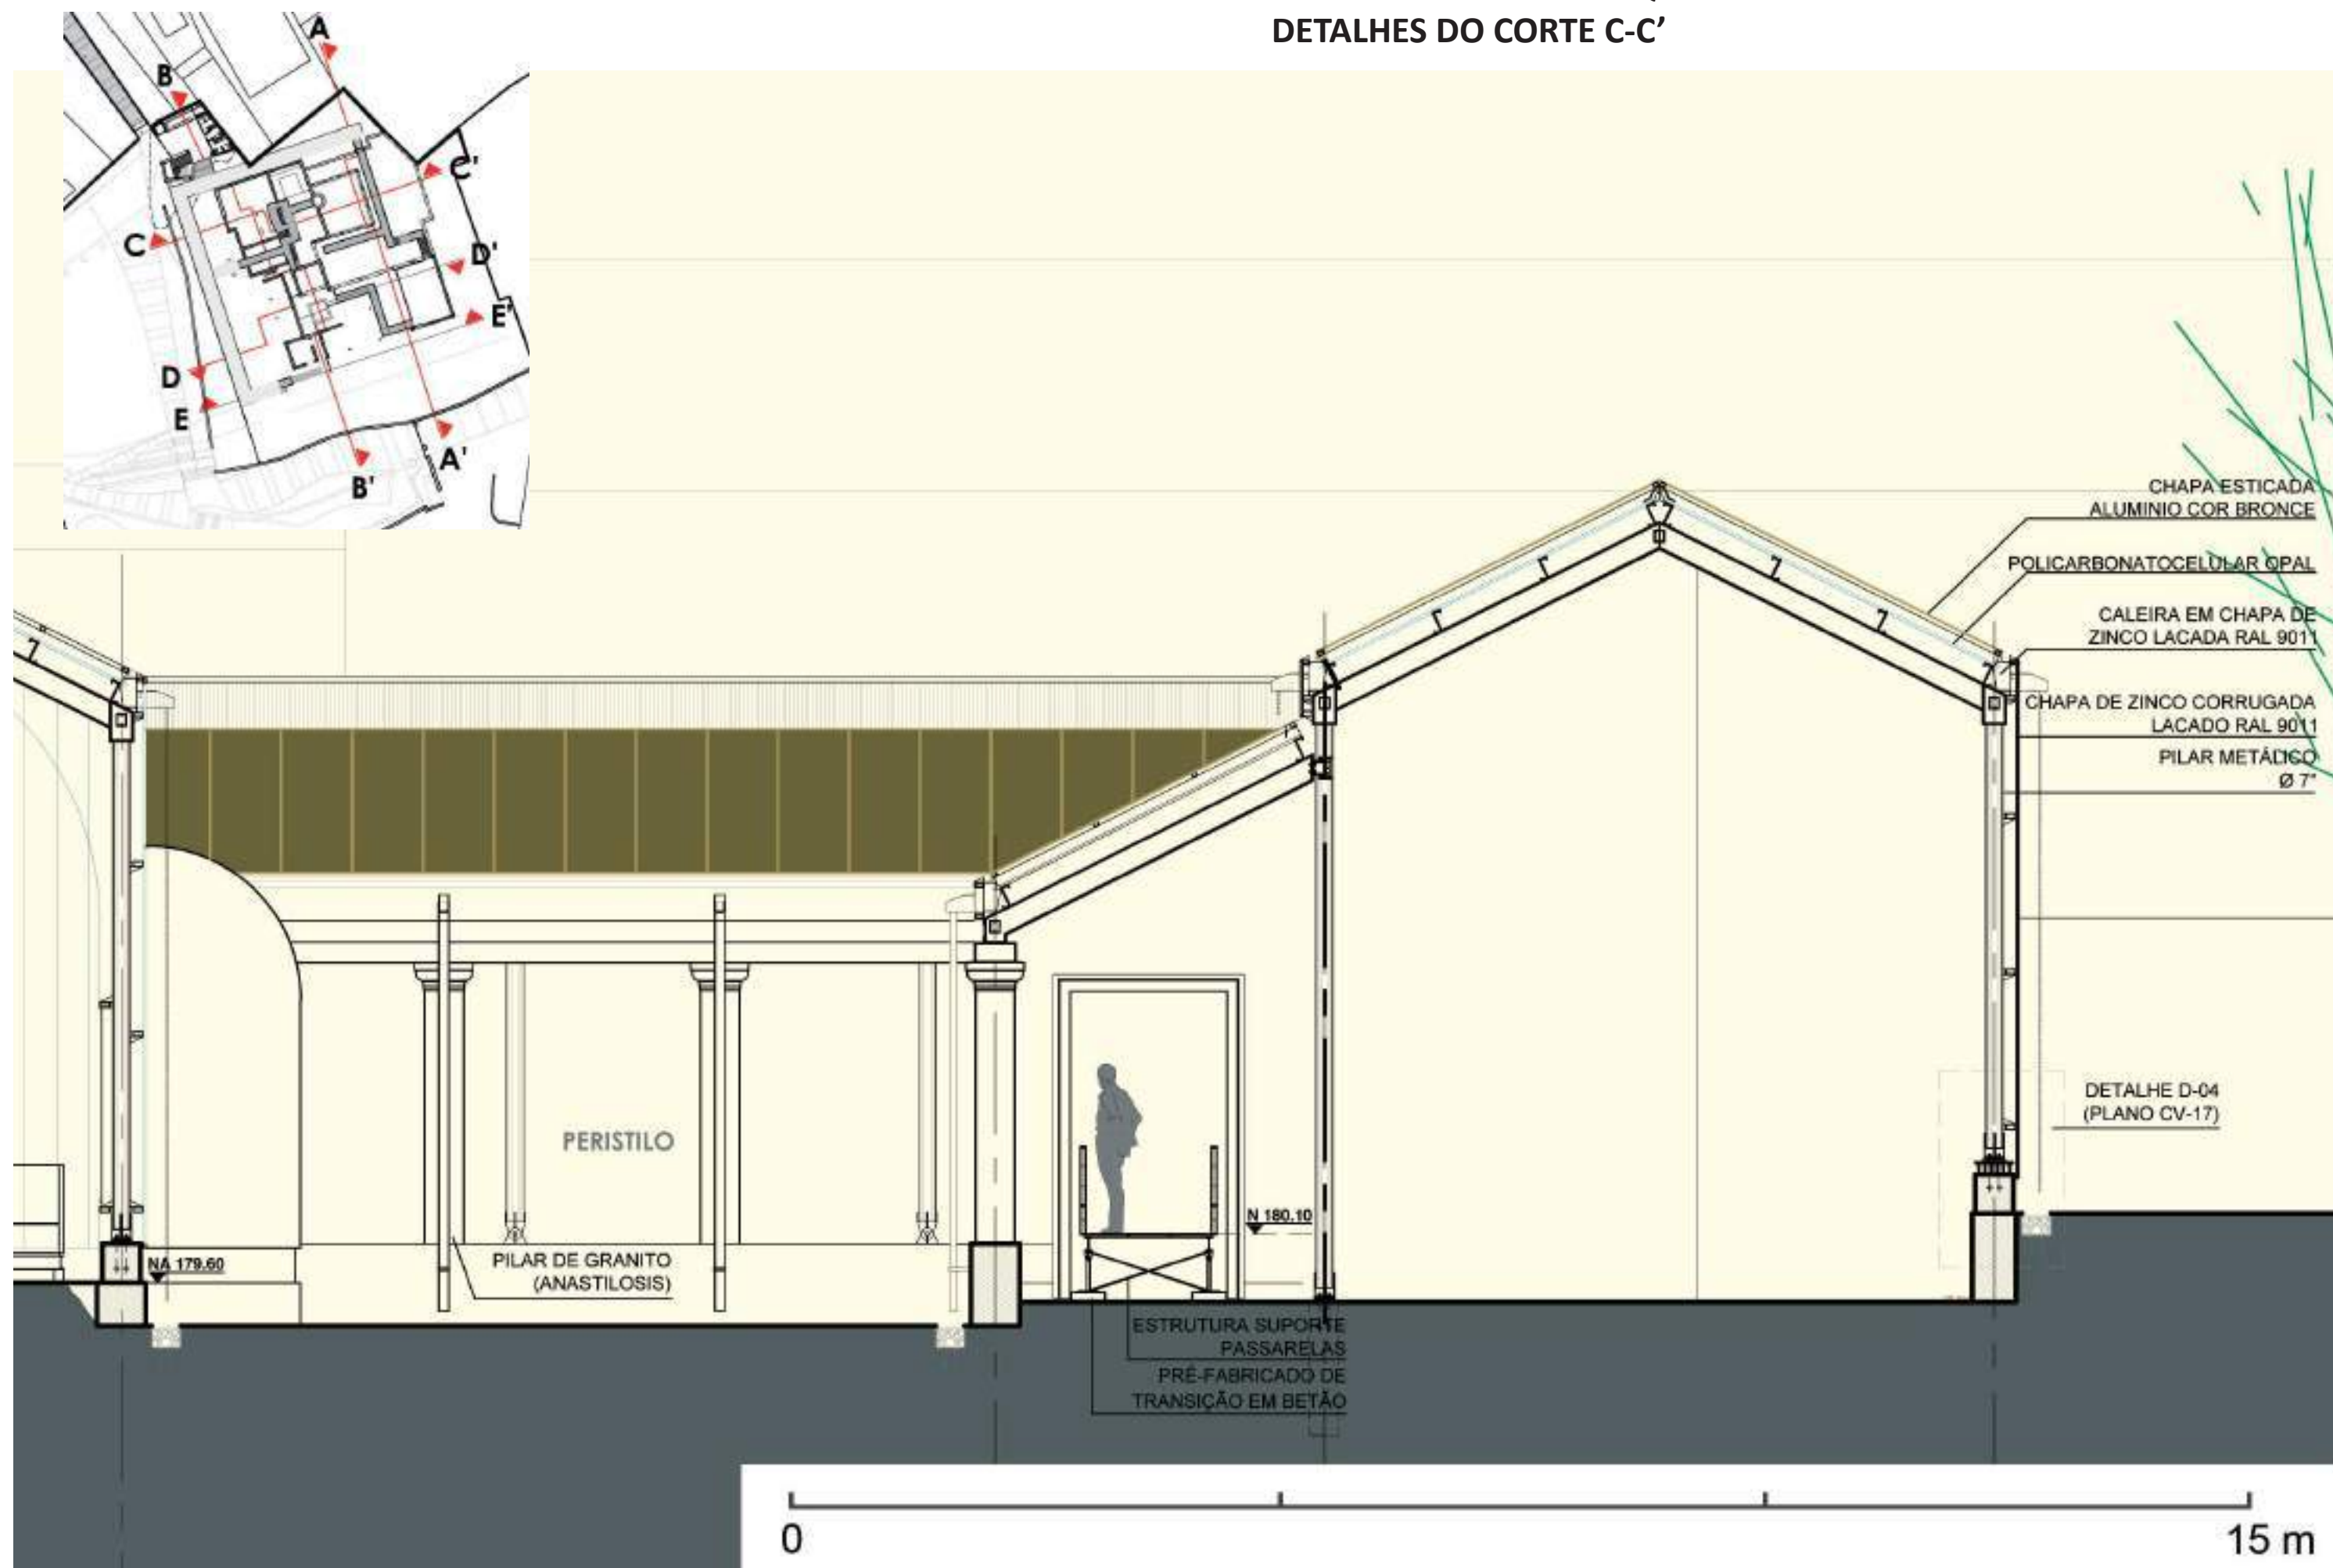 DETALHES DO CORTE C-C’
A
B
C'
C
D'
E'
D
E
A'
B'
CHAPA ESTICADA
ALUMINIO COR BRONCE
POLICARBONATOCELULAR OPAL
CALEIRA EM CHAPA DE
ZINCO LACADA RAL 9011
CHAPA DE ZINCO CORRUGADA
LACADO RAL 9011
PILAR METÁLICO
Ø 7"
DETALHE D-04
(PLANO CV-17)
PERISTILO
N 180.10
NA 179.60
PILAR DE GRANITO
(ANASTILOSIS)
ESTRUTURA SUPORTE
PASSARELAS
PRÉ-FABRICADO DE
TRANSIÇÃO EM BETÃO
0
15 m